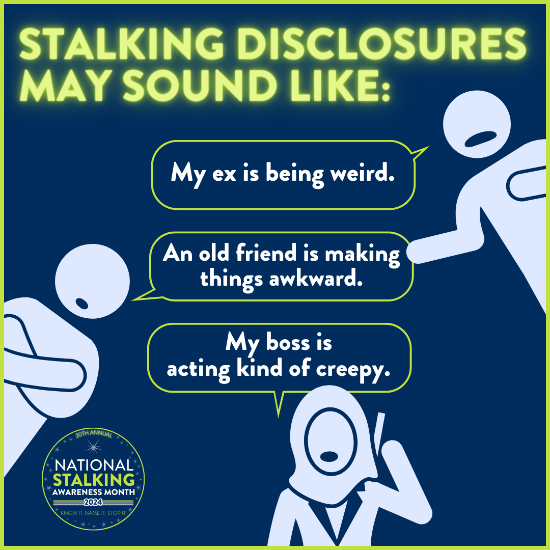 STALKING DISCLOSURES
MAY SOUND LIKE:
My ex is being weird.
An old friend is making
things awkward.
My boss is
acting kind of creepy.
20TH ANNUAL
NATIONAL
STALKING
AWARENESS MONTH
2024
KNOW IT. NAME IT. STOP IT.